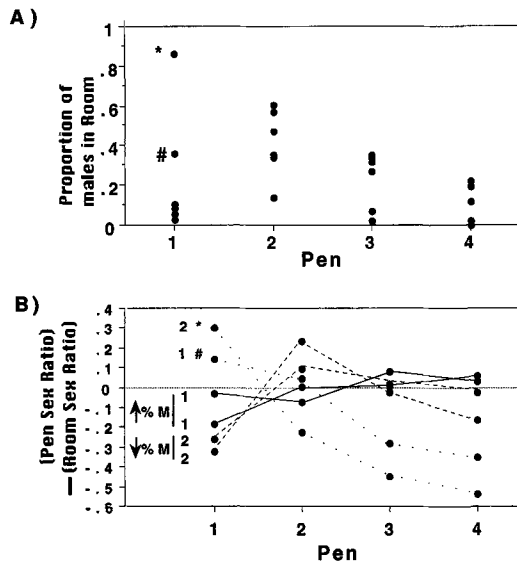 A)
Proportion of
males in Room
1
.8
.6
.4
.2
0
*
#
1 2 3 4
Pen
B)
(Pen Sex Ratio)
— (Room Sex Ratio)
.4
.3
.2
.1
0
-.1
-.2
-.3
-.4
-.5
-.6
2 *
1 #
↑% M 1
1
↓% M 2
2
1 2 3 4
Pen